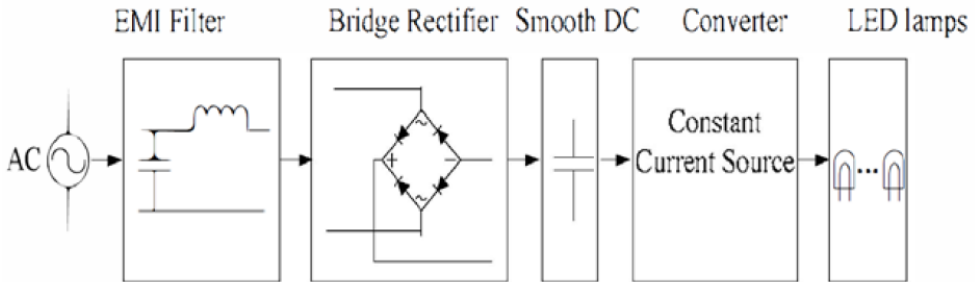 EMI Filter
Bridge Rectifier
Smooth DC
Converter
LED lamps
AC
Constant
Current Source